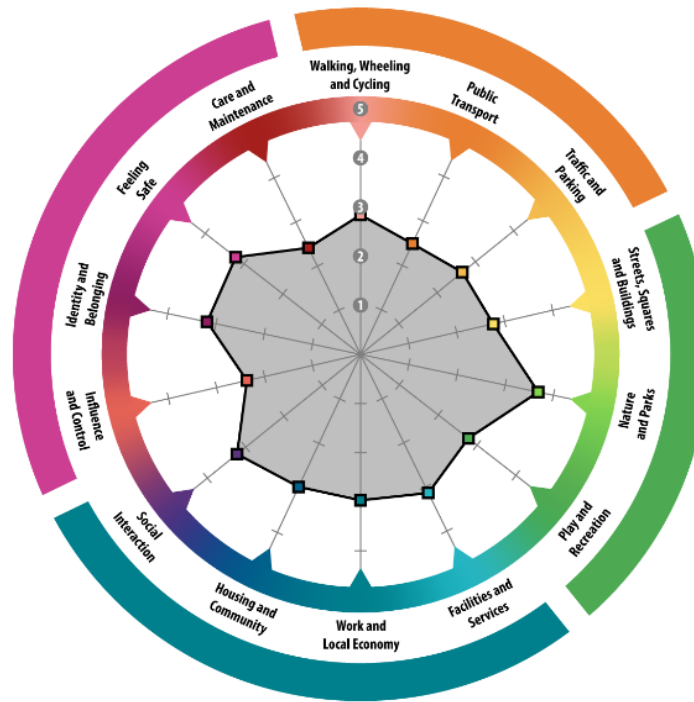 Walking, Wheeling
and Cycling
Public
Transport
Traffic and
Parking
Streets, Squares
and Buildings
Nature
and Parks
Play and
Recreation
Facilities and
Services
Work and
Local Economy
Housing and
Community
Social
Interaction
Influence
and Control
Identity and
Belonging
Feeling
Safe
Care and
Maintenance
5
4
3
2
1